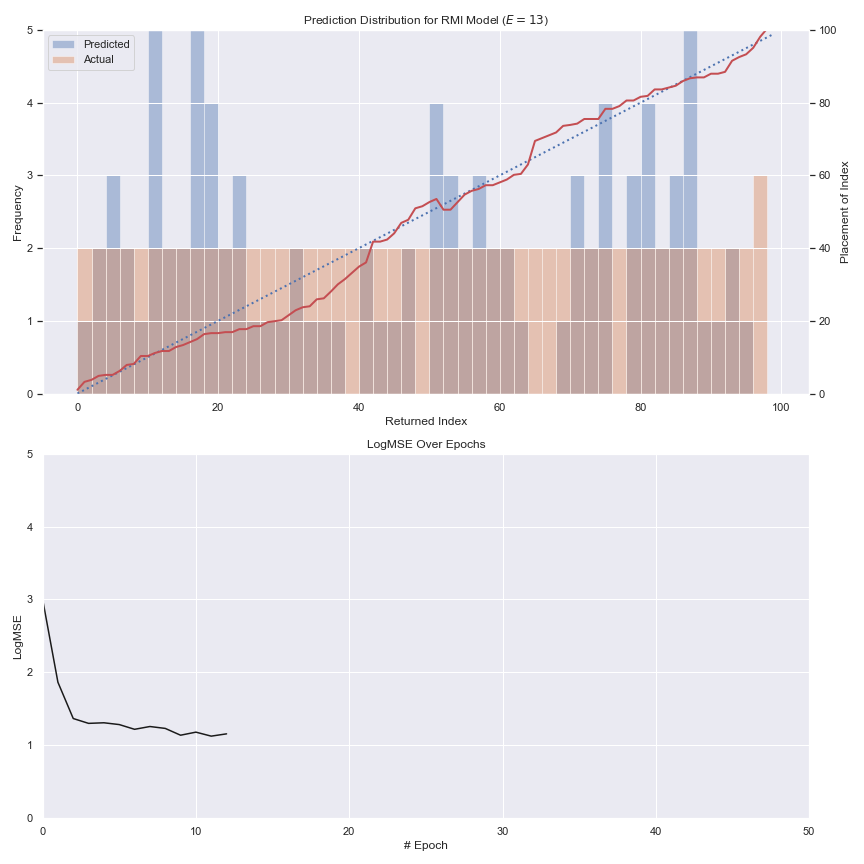 Prediction Distribution for RMI Model (E = 13)
Predicted
Actual
5
4
3
2
1
0
Frequency
100
80
60
40
20
0
Placement of Index
0 20 40 60 80 100
Returned Index
LogMSE Over Epochs
5
4
3
2
1
0
LogMSE
0 10 20 30 40 50
# Epoch